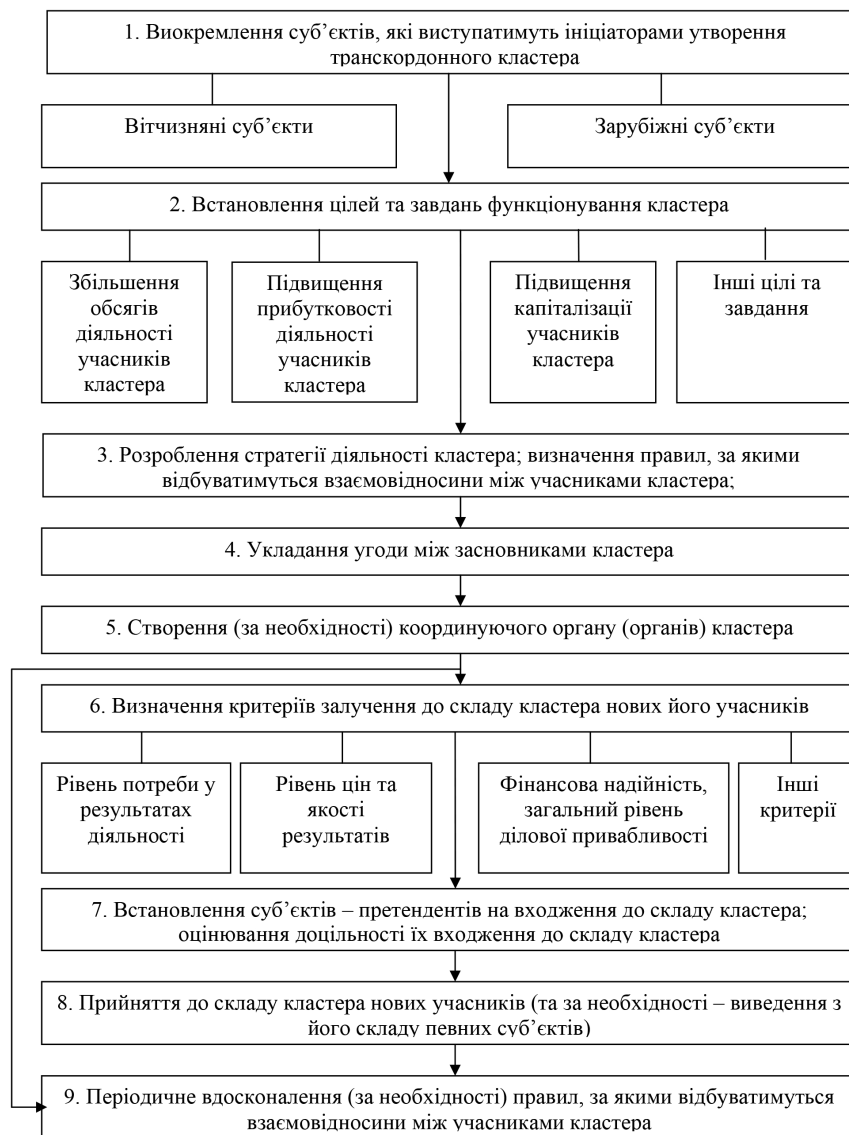 1. Виокремлення суб’єктів, які виступатимуть ініціаторами утворення
транскордонного кластера
Вітчизняні суб’єкти
Зарубіжні суб’єкти
2. Встановлення цілей та завдань функціонування кластера
Збільшення
обсягів
діяльності
учасників
кластера
Підвищення
прибутковості
діяльності
учасників
кластера
Підвищення
капіталізації
учасників
кластера
Інші цілі та
завдання
3. Розроблення стратегії діяльності кластера; визначення правил, за якими
відбуватимуться взаємовідносини між учасниками кластера;
4. Укладання угоди між засновниками кластера
5. Створення (за необхідності) координуючого органу (органів) кластера
6. Визначення критеріїв залучення до складу кластера нових його учасників
Рівень потреби у
результатах
діяльності
Рівень цін та
якості
результатів
Фінансова надійність,
загальний рівень
ділової привабливості
Інші
критерії
7. Встановлення суб’єктів – претендентів на входження до складу кластера;
оцінювання доцільності їх входження до складу кластера
8. Прийняття до складу кластера нових учасників (та за необхідності – виведення з
його складу певних суб’єктів)
9. Періодичне вдосконалення (за необхідності) правил, за якими відбуватимуться
взаємовідносини між учасниками кластера